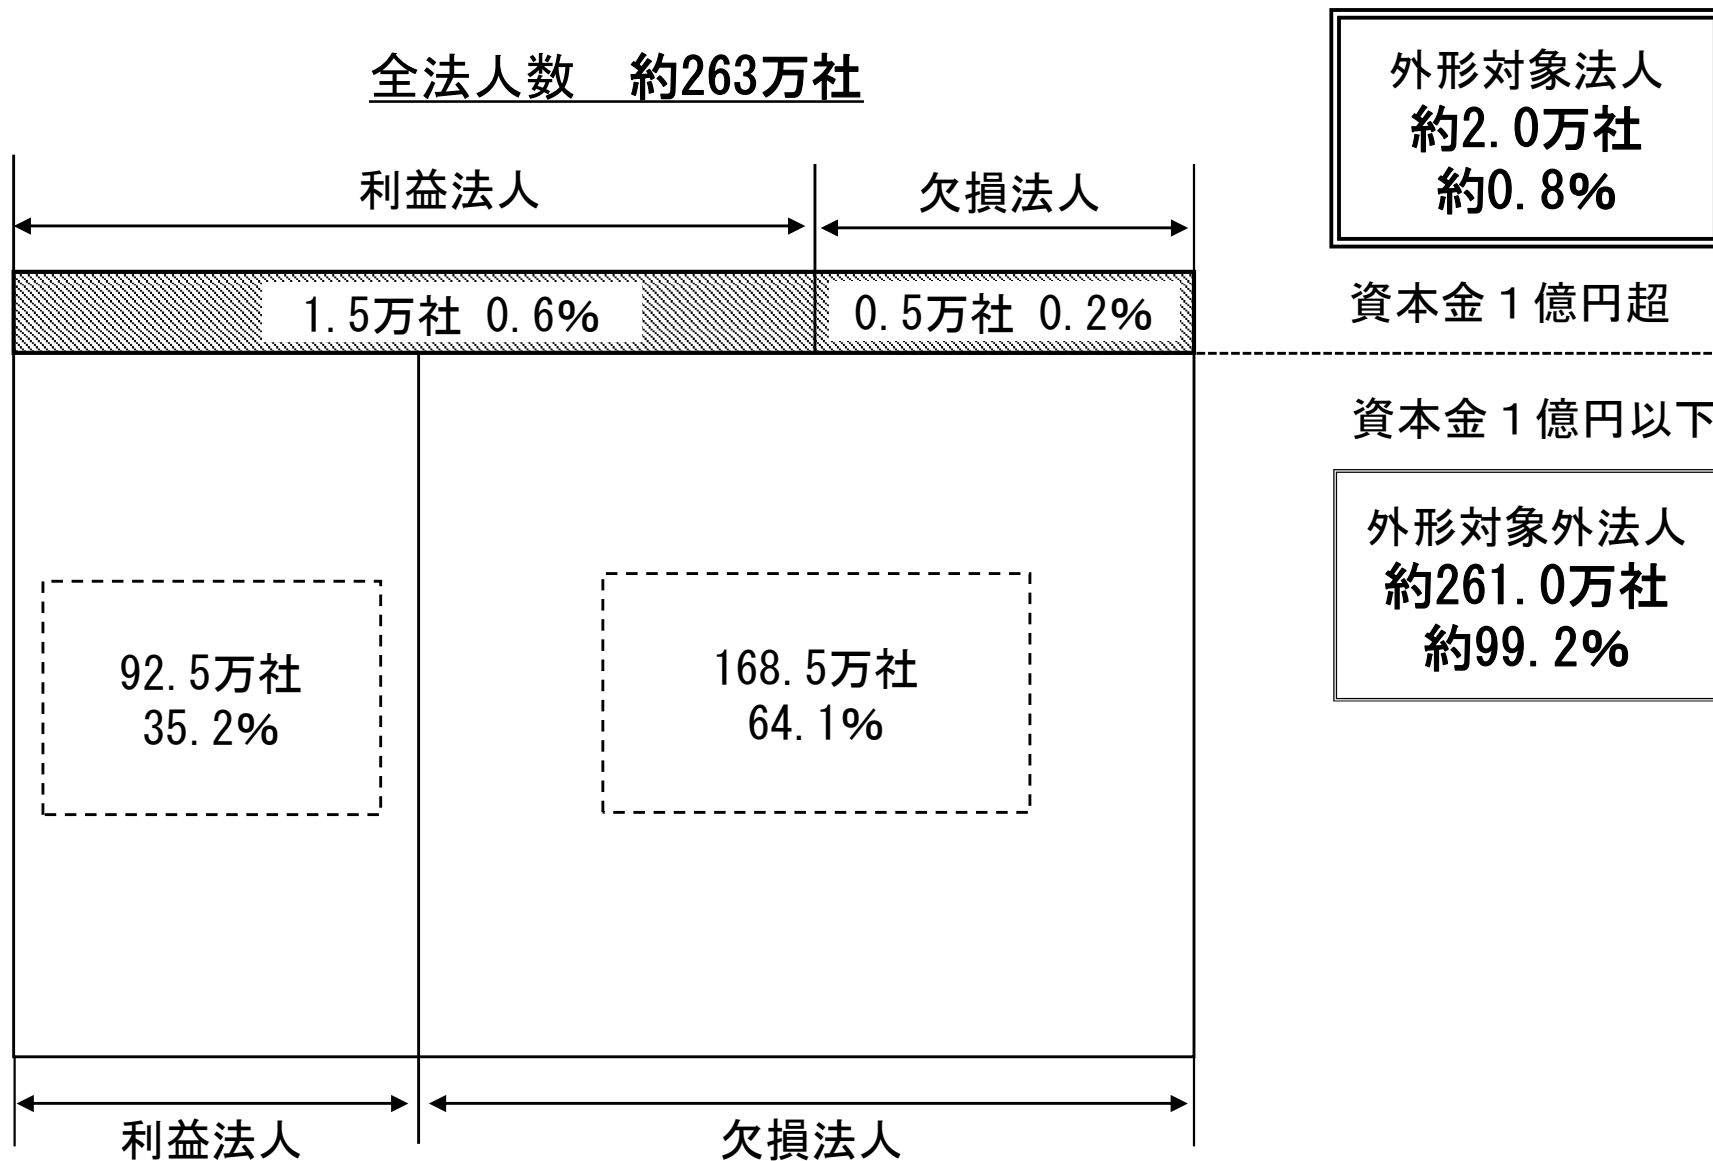 全法人数　約263万社
外形対象法人
約2.0万社
約0.8%
利益法人
欠損法人
1.5万社 0.6%
0.5万社 0.2%
資本金１億円超
資本金１億円以下
外形対象外法人
約261.0万社
約99.2%
92.5万社
35.2%
168.5万社
64.1%
利益法人
欠損法人